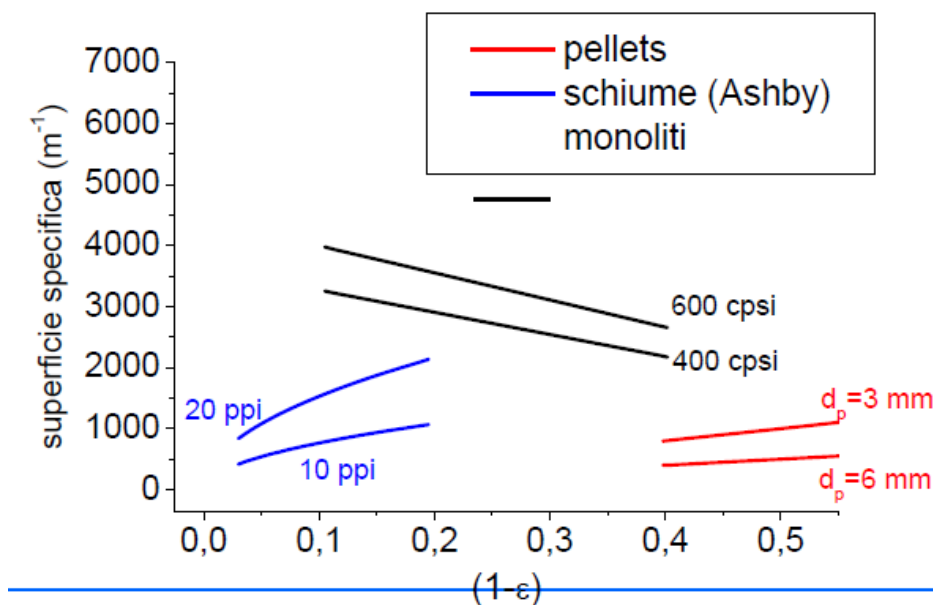 pellets
schiume (Ashby)
monoliti
superficie specifica (m⁻¹)
7000
6000
5000
4000
3000
2000
1000
0
600 cpsi
400 cpsi
20 ppi
10 ppi
dₚ=3 mm
dₚ=6 mm
0,0 0,1 0,2 0,3 0,4 0,5
(1-ε)